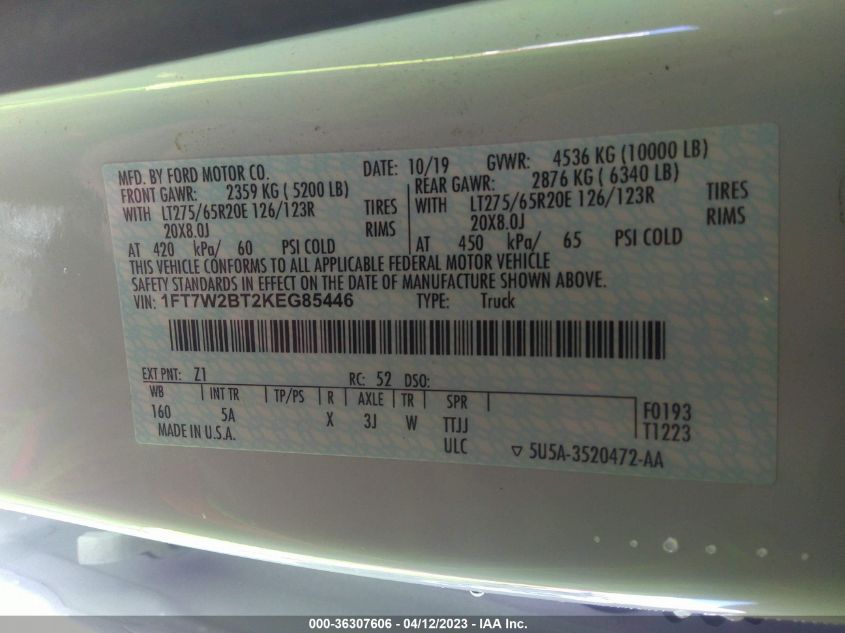 MFD. BY FORD MOTOR CO. DATE: 10/19 GVWR: 4536 KG (10000 LB)
FRONT GAWR: 2359 KG ( 5200 LB) REAR GAWR: 2876 KG ( 6340 LB)
WITH LT275/65R20E 126/123R TIRES WITH LT275/65R20E 126/123R TIRES
20X8.0J RIMS 20X8.0J RIMS
AT 420 kPa/ 60 PSI COLD AT 450 kPa/ 65 PSI COLD
THIS VEHICLE CONFORMS TO ALL APPLICABLE FEDERAL MOTOR VEHICLE
SAFETY STANDARDS IN EFFECT ON THE DATE OF MANUFACTURE SHOWN ABOVE.
VIN: 1FT7W2BT2KEG85446 TYPE: Truck
EXT PNT: Z1 RC: 52 DSO:
WB INT TR TP/PS R AXLE TR SPR
160 5A X 3J W TTJJ F0193
MADE IN U.S.A. ULC T1223
5U5A-3520472-AA
000-36307606 - 04/12/2023 - IAA Inc.